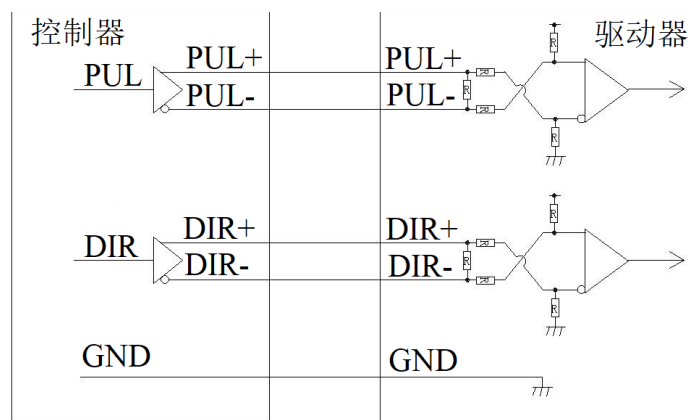 控制器 驱动器
PUL PUL+ PUL+
PUL- PUL-
R R R R R
DIR DIR+ DIR+
DIR- DIR-
R R R R R
GND GND